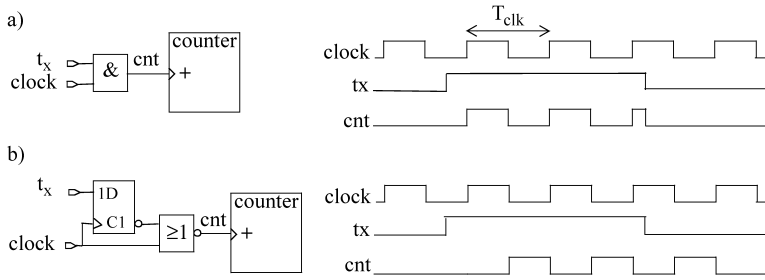 a)
counter
t_x
&
cnt
+
clock
T_clk
clock
tx
cnt
b)
t_x
1D
C1
≥1
cnt
counter
+
clock
clock
tx
cnt